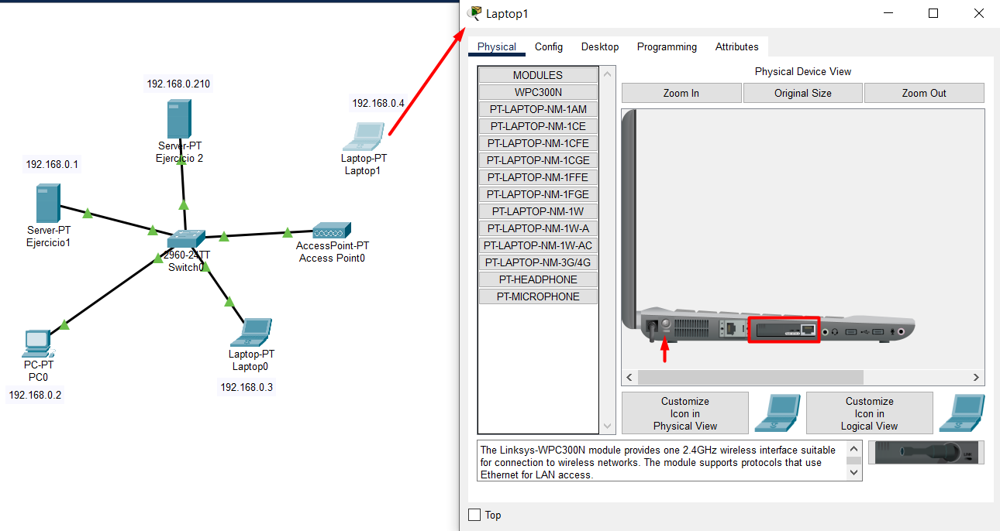 192.168.0.210
Server-PT
Ejercicio 2
192.168.0.4
Laptop-PT
Laptop1
192.168.0.1
Server-PT
Ejercicio1
2960-24TT
Switch0
AccessPoint-PT
Access Point0
PC-PT
PC0
192.168.0.2
Laptop-PT
Laptop0
192.168.0.3
Laptop1
Physical Config Desktop Programming Attributes
MODULES
WPC300N
PT-LAPTOP-NM-1AM
PT-LAPTOP-NM-1CE
PT-LAPTOP-NM-1CFE
PT-LAPTOP-NM-1CGE
PT-LAPTOP-NM-1FFE
PT-LAPTOP-NM-1FGE
PT-LAPTOP-NM-1W
PT-LAPTOP-NM-1W-A
PT-LAPTOP-NM-1W-AC
PT-LAPTOP-NM-3G/4G
PT-HEADPHONE
PT-MICROPHONE
Physical Device View
Zoom In Original Size Zoom Out
Customize
Icon in
Physical View
Customize
Icon in
Logical View
The Linksys-WPC300N module provides one 2.4GHz wireless interface suitable
for connection to wireless networks. The module supports protocols that use
Ethernet for LAN access.
Top